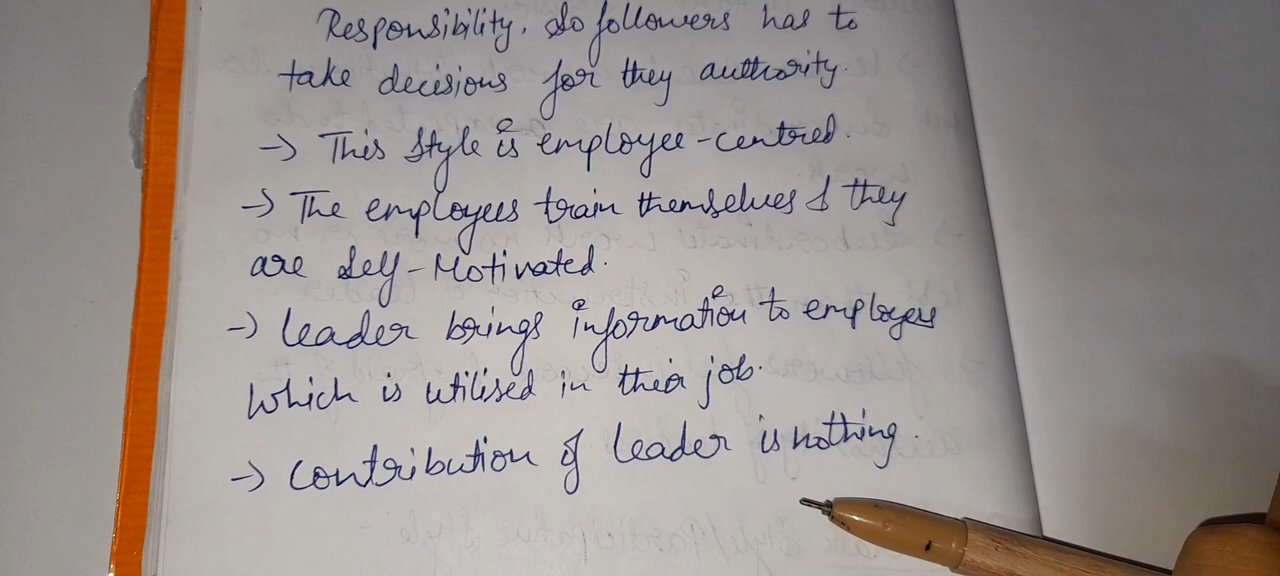 Responsibility. So followers has to
take decisions for they authority.
→ This Style is employee-centred.
→ The employees train themselves & they
are Self-Motivated.
→ leader brings information to employees
Which is utilised in their job.
→ Contribution of leader is nothing.